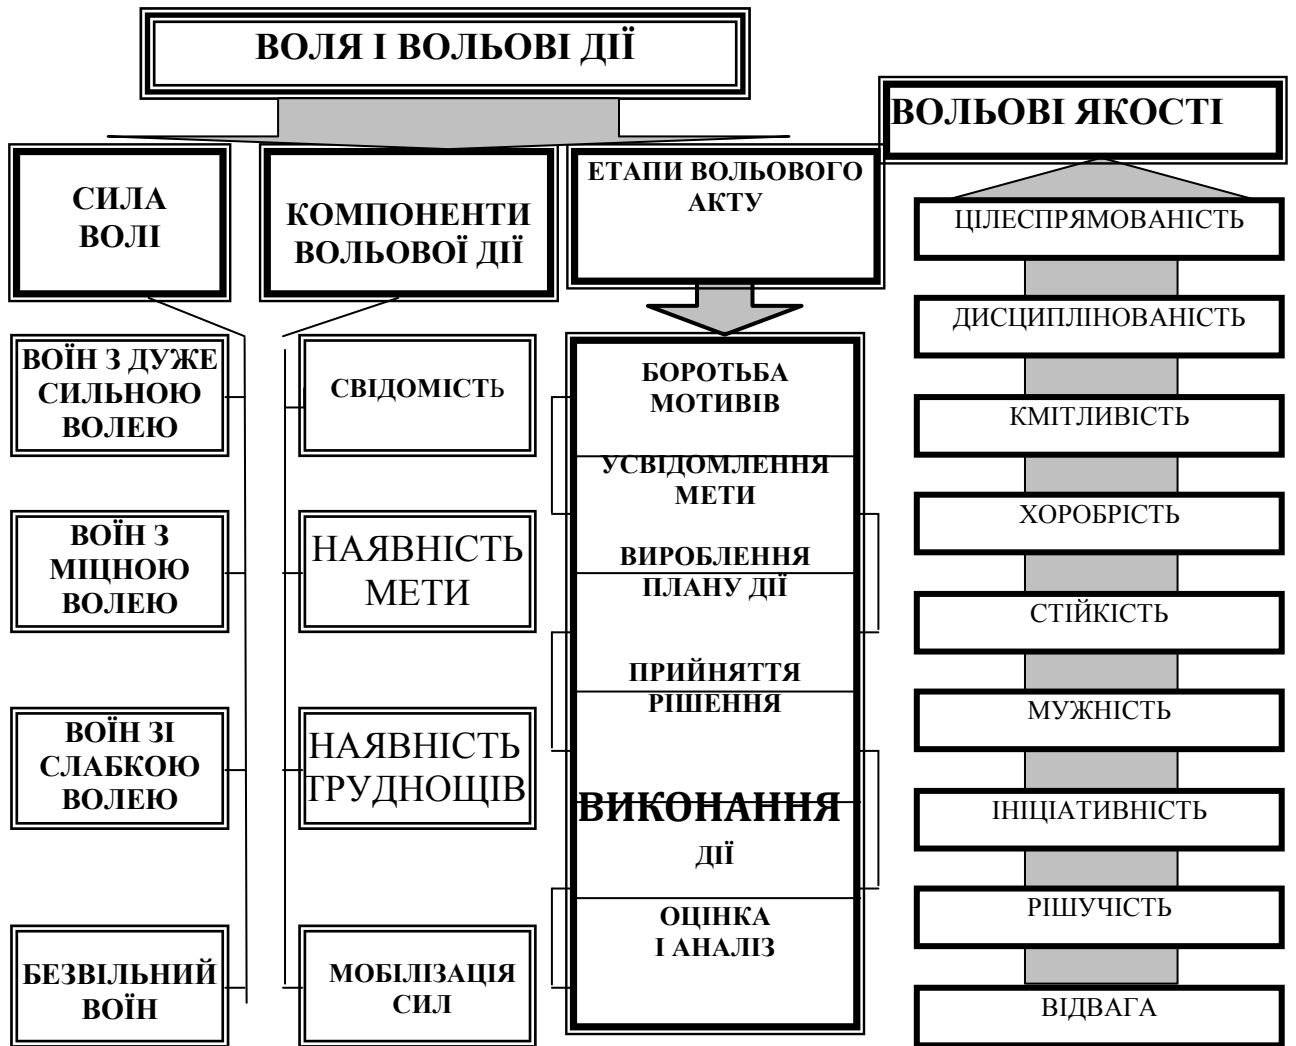 ВОЛЯ І ВОЛЬОВІ ДІЇ
ВОЛЬОВІ ЯКОСТІ
СИЛА
ВОЛІ
КОМПОНЕНТИ
ВОЛЬОВОЇ ДІЇ
ЕТАПИ ВОЛЬОВОГО
АКТУ
ВОЇН З ДУЖЕ
СИЛЬНОЮ
ВОЛЕЮ
ВОЇН З
МІЦНОЮ
ВОЛЕЮ
ВОЇН ЗІ
СЛАБКОЮ
ВОЛЕЮ
БЕЗВІЛЬНИЙ
ВОЇН
СВІДОМІСТЬ
НАЯВНІСТЬ
МЕТИ
НАЯВНІСТЬ
ТРУДНОЩІВ
МОБІЛІЗАЦІЯ
СИЛ
БОРОТЬБА
МОТИВІВ
УСВІДОМЛЕННЯ
МЕТИ
ВИРОБЛЕННЯ
ПЛАНУ ДІЇ
ПРИЙНЯТТЯ
РІШЕННЯ
ВИКОНАННЯ
ДІЇ
ОЦІНКА
І АНАЛІЗ
ЦІЛЕСПРЯМОВАНІСТЬ
ДИСЦИПЛІНОВАНІСТЬ
КМІТЛИВІСТЬ
ХОРОБРІСТЬ
СТІЙКІСТЬ
МУЖНІСТЬ
ІНІЦІАТИВНІСТЬ
РІШУЧІСТЬ
ВІДВАГА